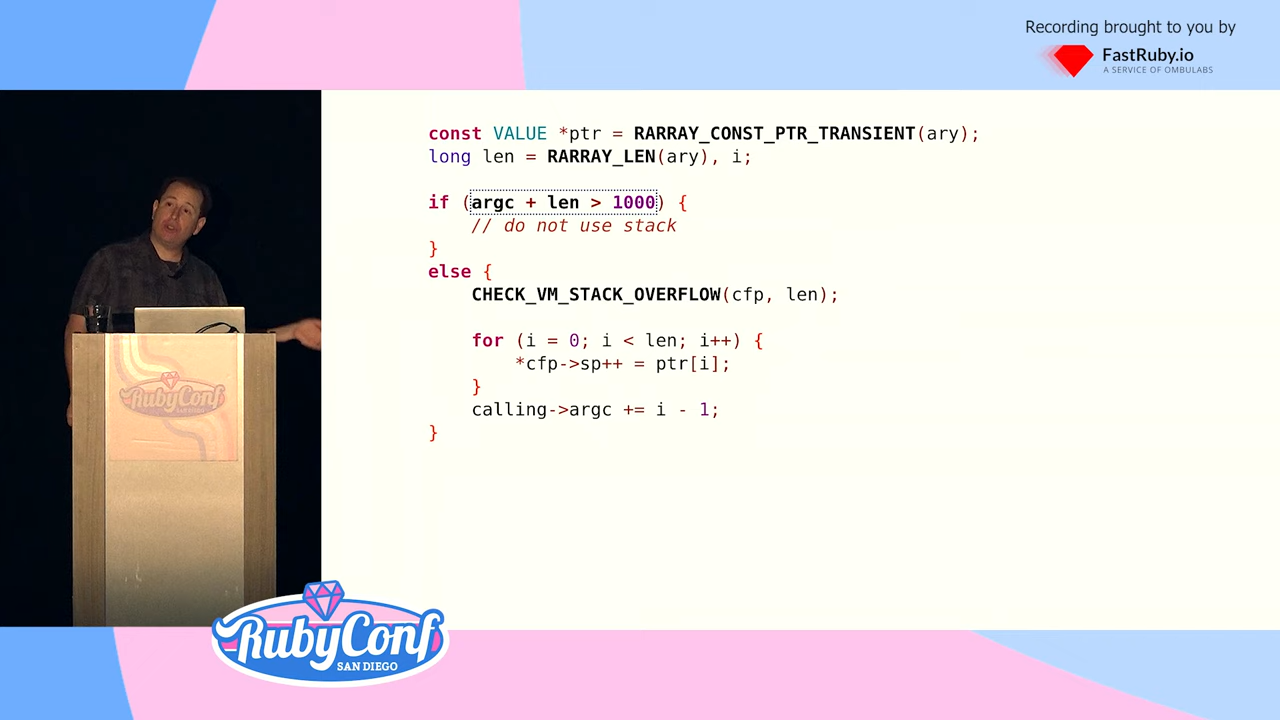 Recording brought to you by
FastRuby.io
A SERVICE OF OMBULABS
const VALUE *ptr = RARRAY_CONST_PTR_TRANSIENT(ary);
long len = RARRAY_LEN(ary), i;
if (argc + len > 1000) {
// do not use stack
}
else {
CHECK_VM_STACK_OVERFLOW(cfp, len);
for (i = 0; i < len; i++) {
*cfp->sp++ = ptr[i];
}
calling->argc += i - 1;
}
RubyConf
RubyConf
SAN DIEGO